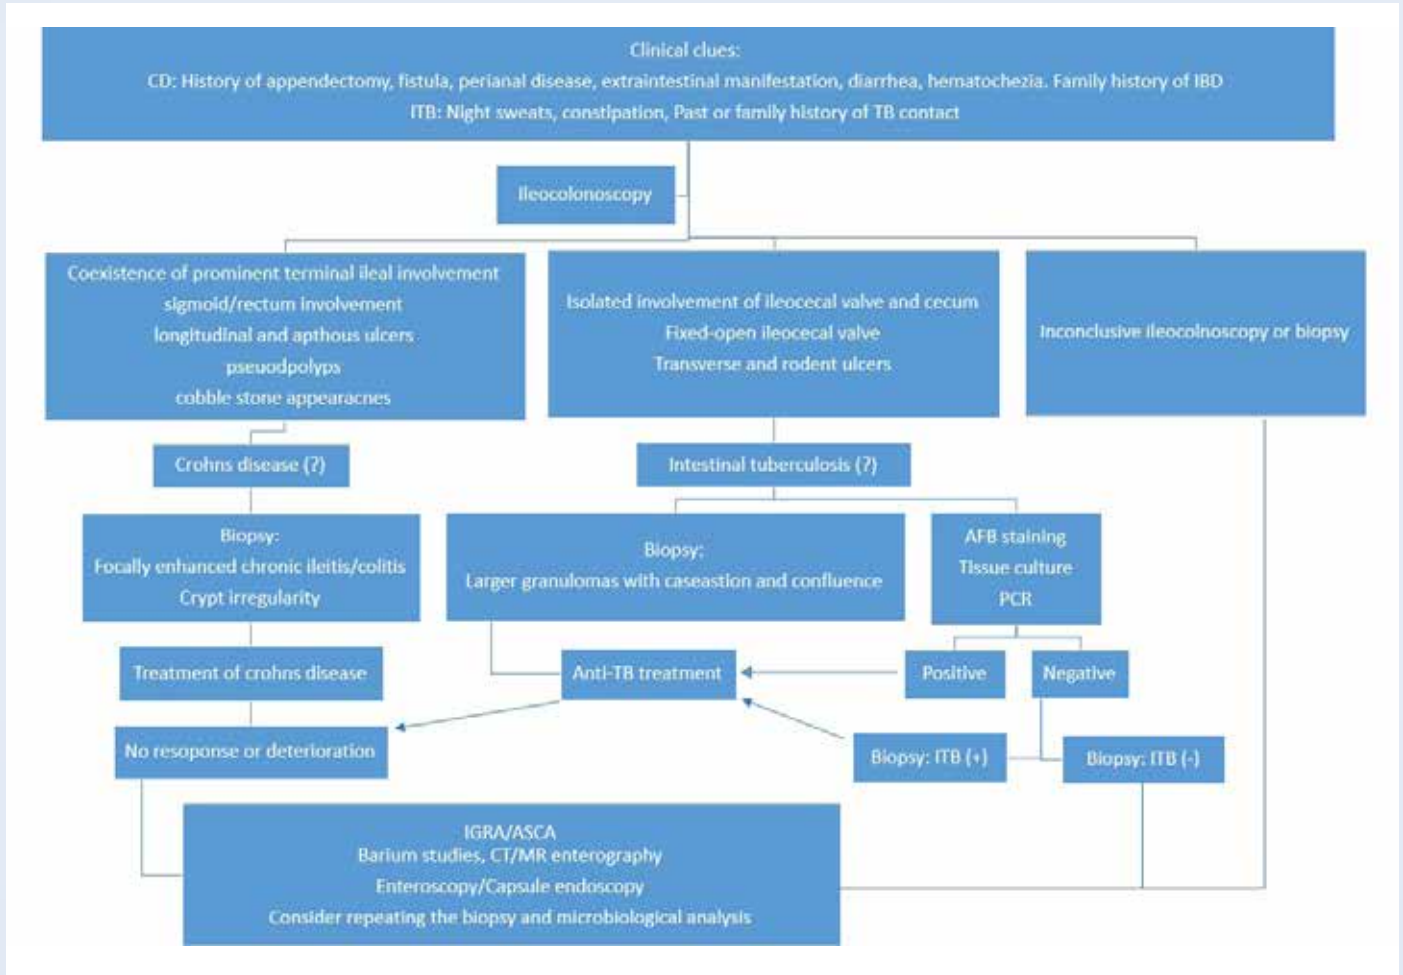 Clinical clues:
CD: History of appendectomy, fistula, perianal disease, extraintestinal manifestation, diarrhea, hematochezia. Family history of IBD
ITB: Night sweats, constipation, Past or family history of TB contact
Ileocolonoscopy
Coexistence of prominent terminal ileal involvement
sigmoid/rectum involvement
longitudinal and apthous ulcers
pseuodpolyps
cobble stone appearacnes
Isolated involvement of ileocecal valve and cecum
Fixed-open ileocecal valve
Transverse and rodent ulcers
Inconclusive ileocolnoscopy or biopsy
Crohns disease (?)
Intestinal tuberculosis (?)
Biopsy:
Focally enhanced chronic ileitis/colitis
Crypt irregularity
Biopsy:
Larger granulomas with caseastion and confluence
AFB staining
Tissue culture
PCR
Treatment of crohns disease
Anti-TB treatment
Positive
Negative
No resoponse or deterioration
Biopsy: ITB (+)
Biopsy: ITB (-)
IGRA/ASCA
Barium studies, CT/MR enterography
Enteroscopy/Capsule endoscopy
Consider repeating the biopsy and microbiological analysis